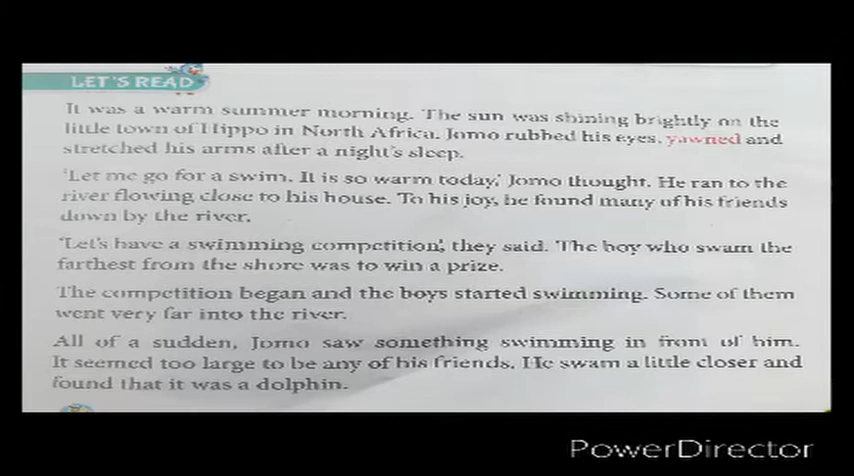 LET'S READ
It was a warm summer morning. The sun was shining brightly on the
little town of Hippo in North Africa. Jomo rubbed his eyes, yawned and
stretched his arms after a night's sleep.
'Let me go for a swim. It is so warm today,' Jomo thought. He ran to the
river flowing close to his house. To his joy, he found many of his friends
down by the river.
'Let's have a swimming competition', they said. The boy who swam the
farthest from the shore was to win a prize.
The competition began and the boys started swimming. Some of them
went very far into the river.
All of a sudden, Jomo saw something swimming in front of him.
It seemed too large to be any of his friends. He swam a little closer and
found that it was a dolphin.
PowerDirector